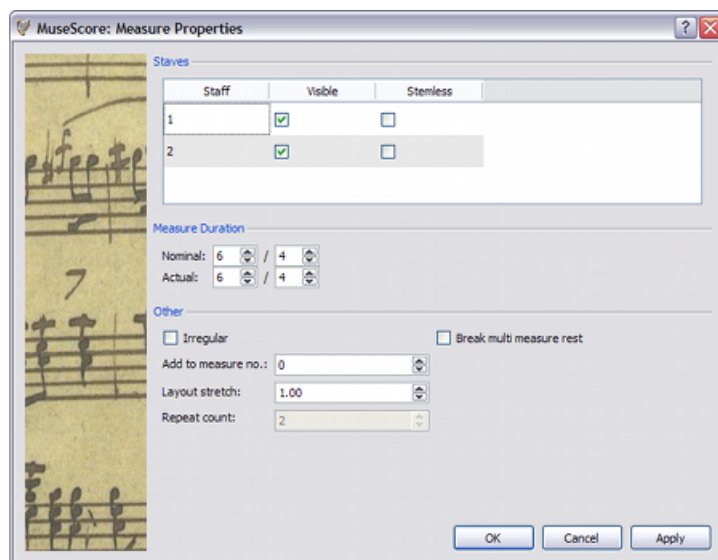 MuseScore: Measure Properties
Staves
Staff Visible Stemless
1
2
Measure Duration
Nominal: 6 / 4
Actual: 6 / 4
Other
Irregular Break multi measure rest
Add to measure no.: 0
Layout stretch: 1.00
Repeat count: 2
OK Cancel Apply
7